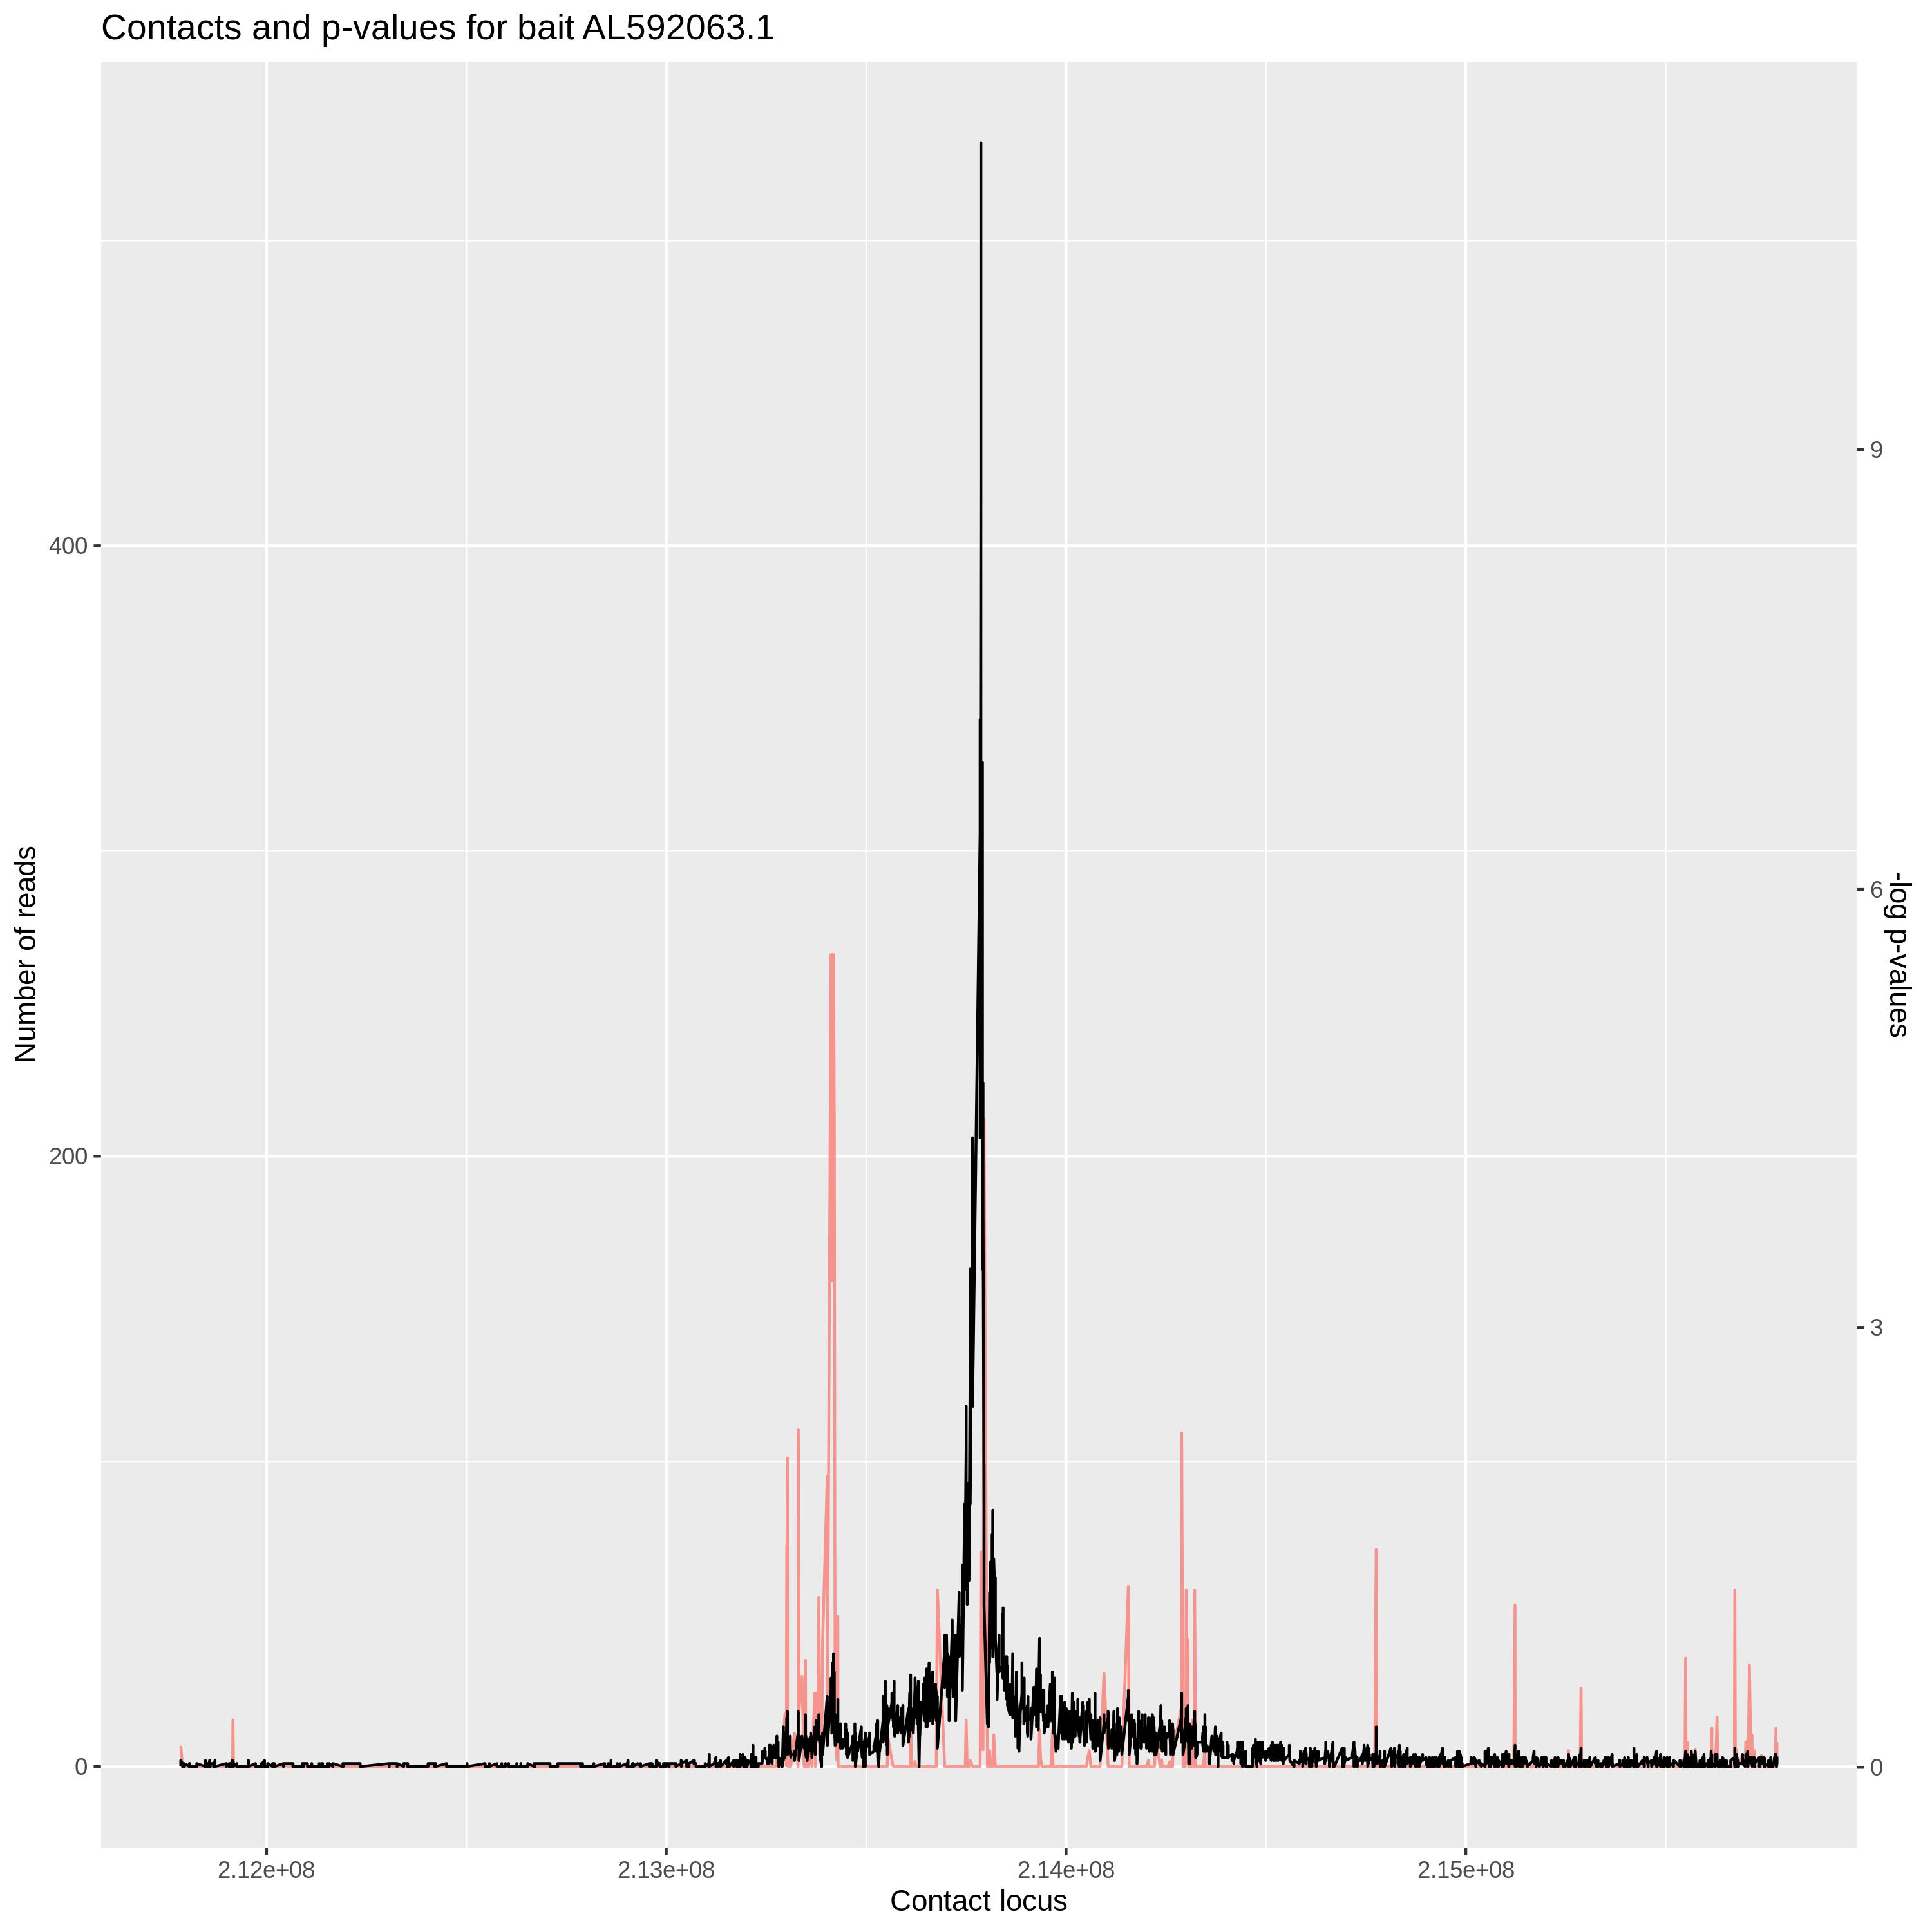 Contacts and p-values for bait AL592063.1
400
200
0
Number of reads
9
6
3
0
-log p-values
2.12e+08 2.13e+08 2.14e+08 2.15e+08
Contact locus